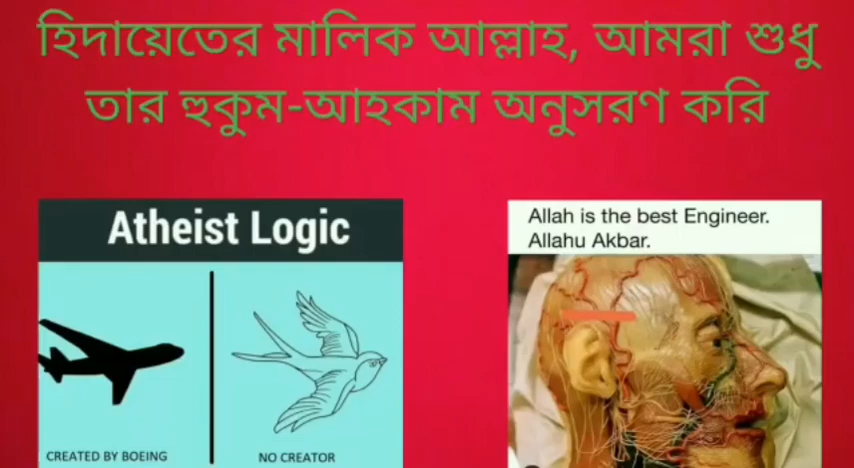 হিদায়েতের মালিক আল্লাহ, আমরা শুধু
তার হুকুম-আহকাম অনুসরণ করি
Atheist Logic
CREATED BY BOEING
NO CREATOR
Allah is the best Engineer.
Allahu Akbar.